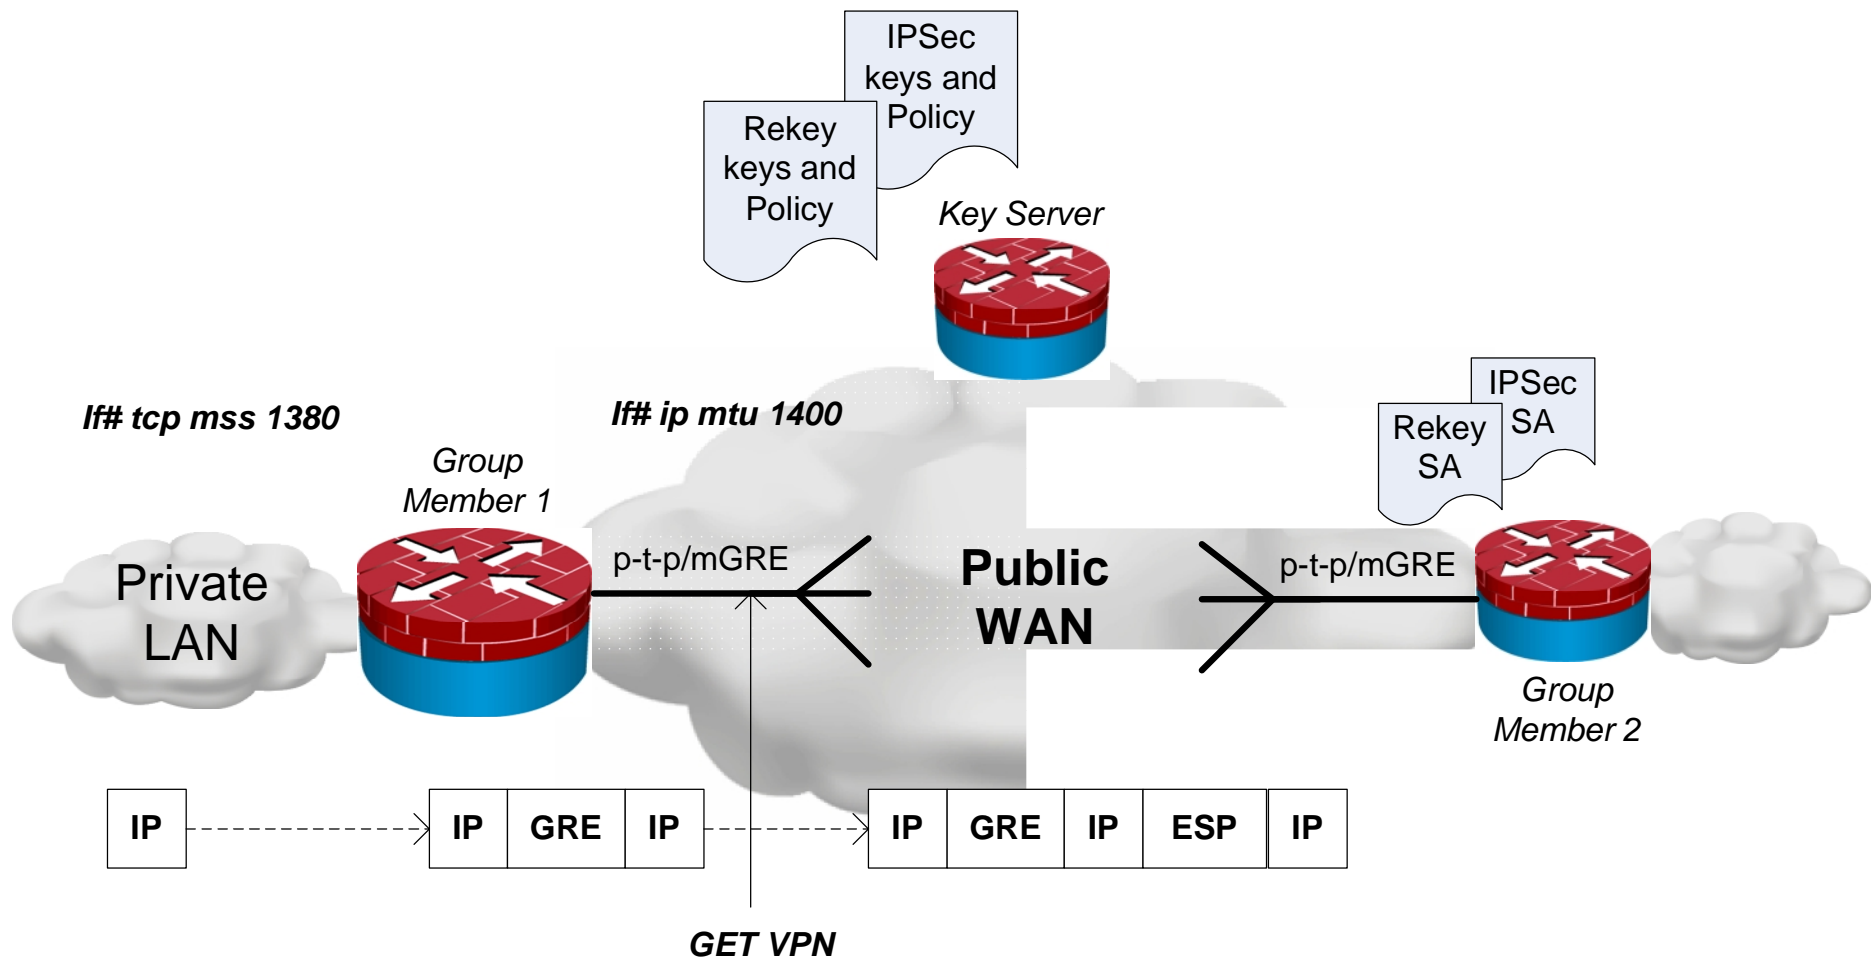 IPSec
keys and
Policy
Rekey
keys and
Policy
Key Server
If# tcp mss 1380
If# ip mtu 1400
IPSec
SA
Rekey
SA
Group
Member 1
Private
LAN
p-t-p/mGRE
Public
WAN
p-t-p/mGRE
Group
Member 2
IP
IP GRE IP
IP GRE IP ESP IP
GET VPN